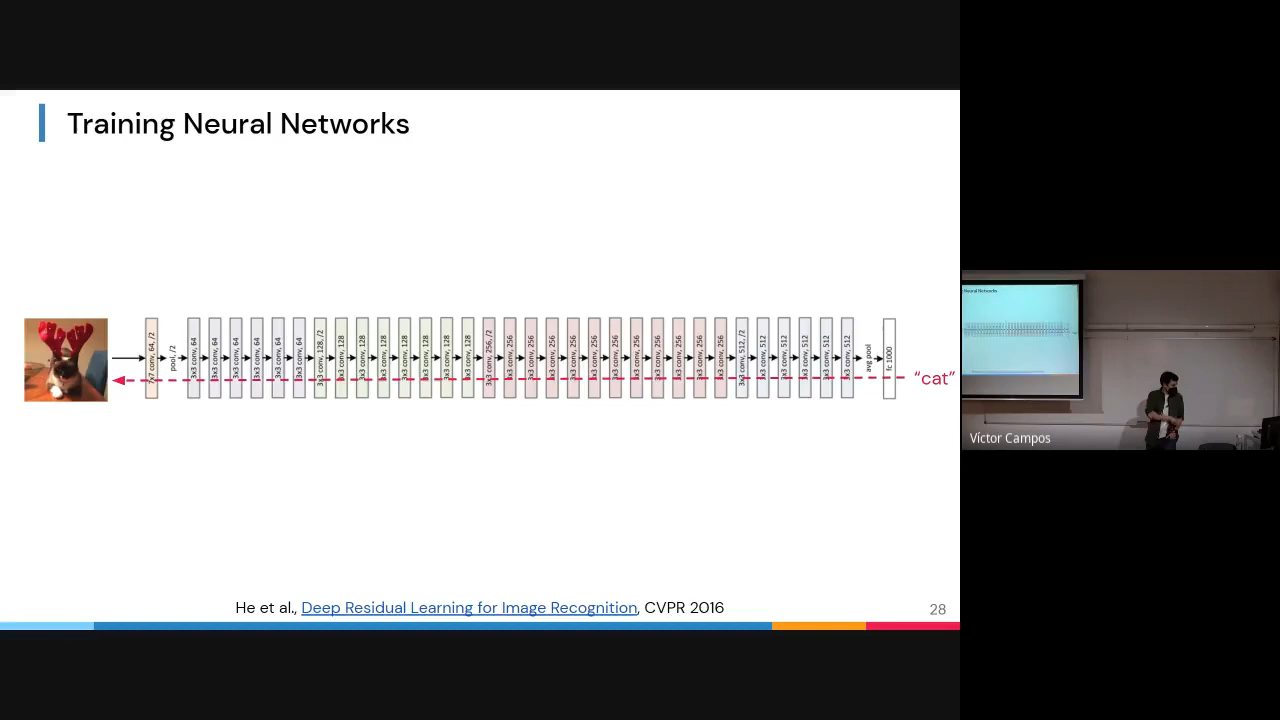 Training Neural Networks
7x7 conv, 64, /2
pool, /2
3x3 conv, 64
3x3 conv, 64
3x3 conv, 64
3x3 conv, 64
3x3 conv, 64
3x3 conv, 64
3x3 conv, 128, /2
3x3 conv, 128
3x3 conv, 128
3x3 conv, 128
3x3 conv, 128
3x3 conv, 128
3x3 conv, 128
3x3 conv, 128
3x3 conv, 256, /2
3x3 conv, 256
3x3 conv, 256
3x3 conv, 256
3x3 conv, 256
3x3 conv, 256
3x3 conv, 256
3x3 conv, 256
3x3 conv, 256
3x3 conv, 256
3x3 conv, 256
3x3 conv, 256
3x3 conv, 512, /2
3x3 conv, 512
3x3 conv, 512
3x3 conv, 512
3x3 conv, 512
3x3 conv, 512
avg pool
fc 1000
“cat”
He et al., Deep Residual Learning for Image Recognition, CVPR 2016
28
Neural Networks
Víctor Campos